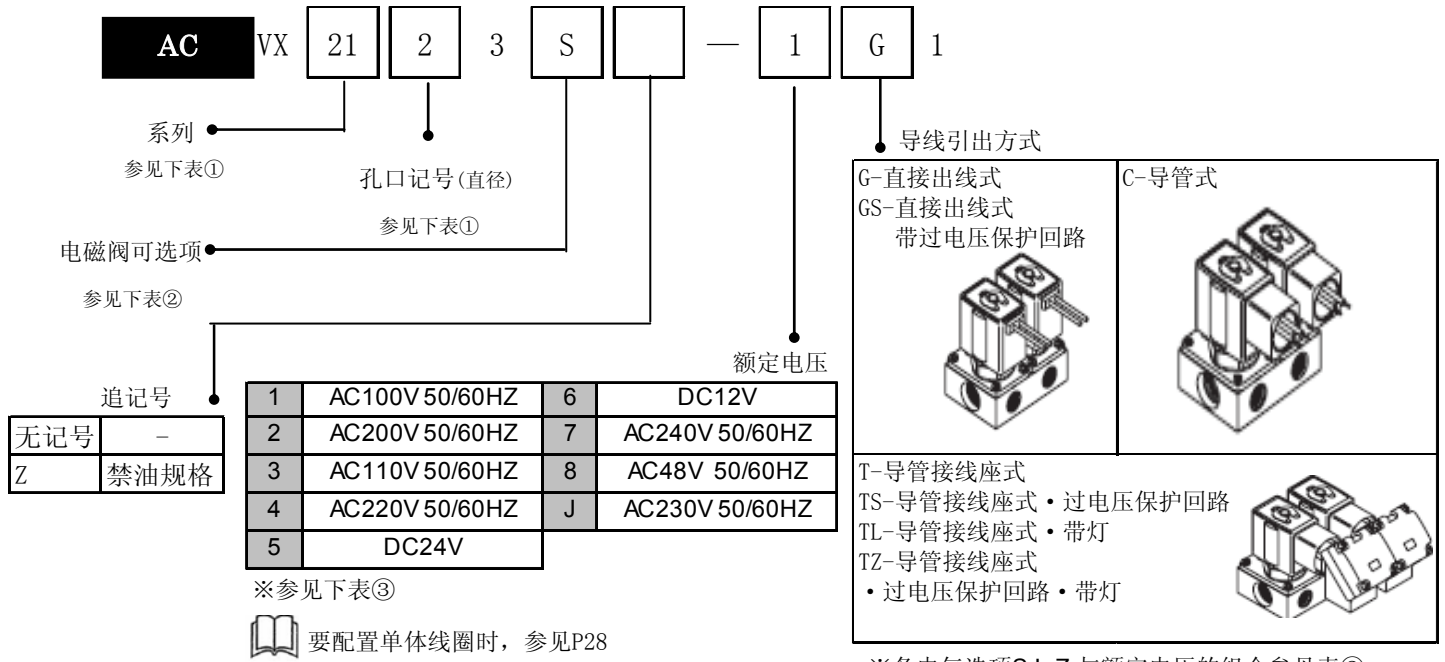 AC VX 21 2 3 S — 1 G 1
系列
参见下表①
孔口记号(直径)
参见下表①
电磁阀可选项
参见下表②
追记号
无记号 –
Z 禁油规格
额定电压
1 AC100V 50/60HZ 6 DC12V
2 AC200V 50/60HZ 7 AC240V 50/60HZ
3 AC110V 50/60HZ 8 AC48V 50/60HZ
4 AC220V 50/60HZ J AC230V 50/60HZ
5 DC24V
※参见下表③
要配置单体线圈时，参见P28
导线引出方式
G-直接出线式
GS-直接出线式
带过电压保护回路
C-导管式
T-导管接线座式
TS-导管接线座式・过电压保护回路
TL-导管接线座式・带灯
TZ-导管接线座式
・过电压保护回路・带灯